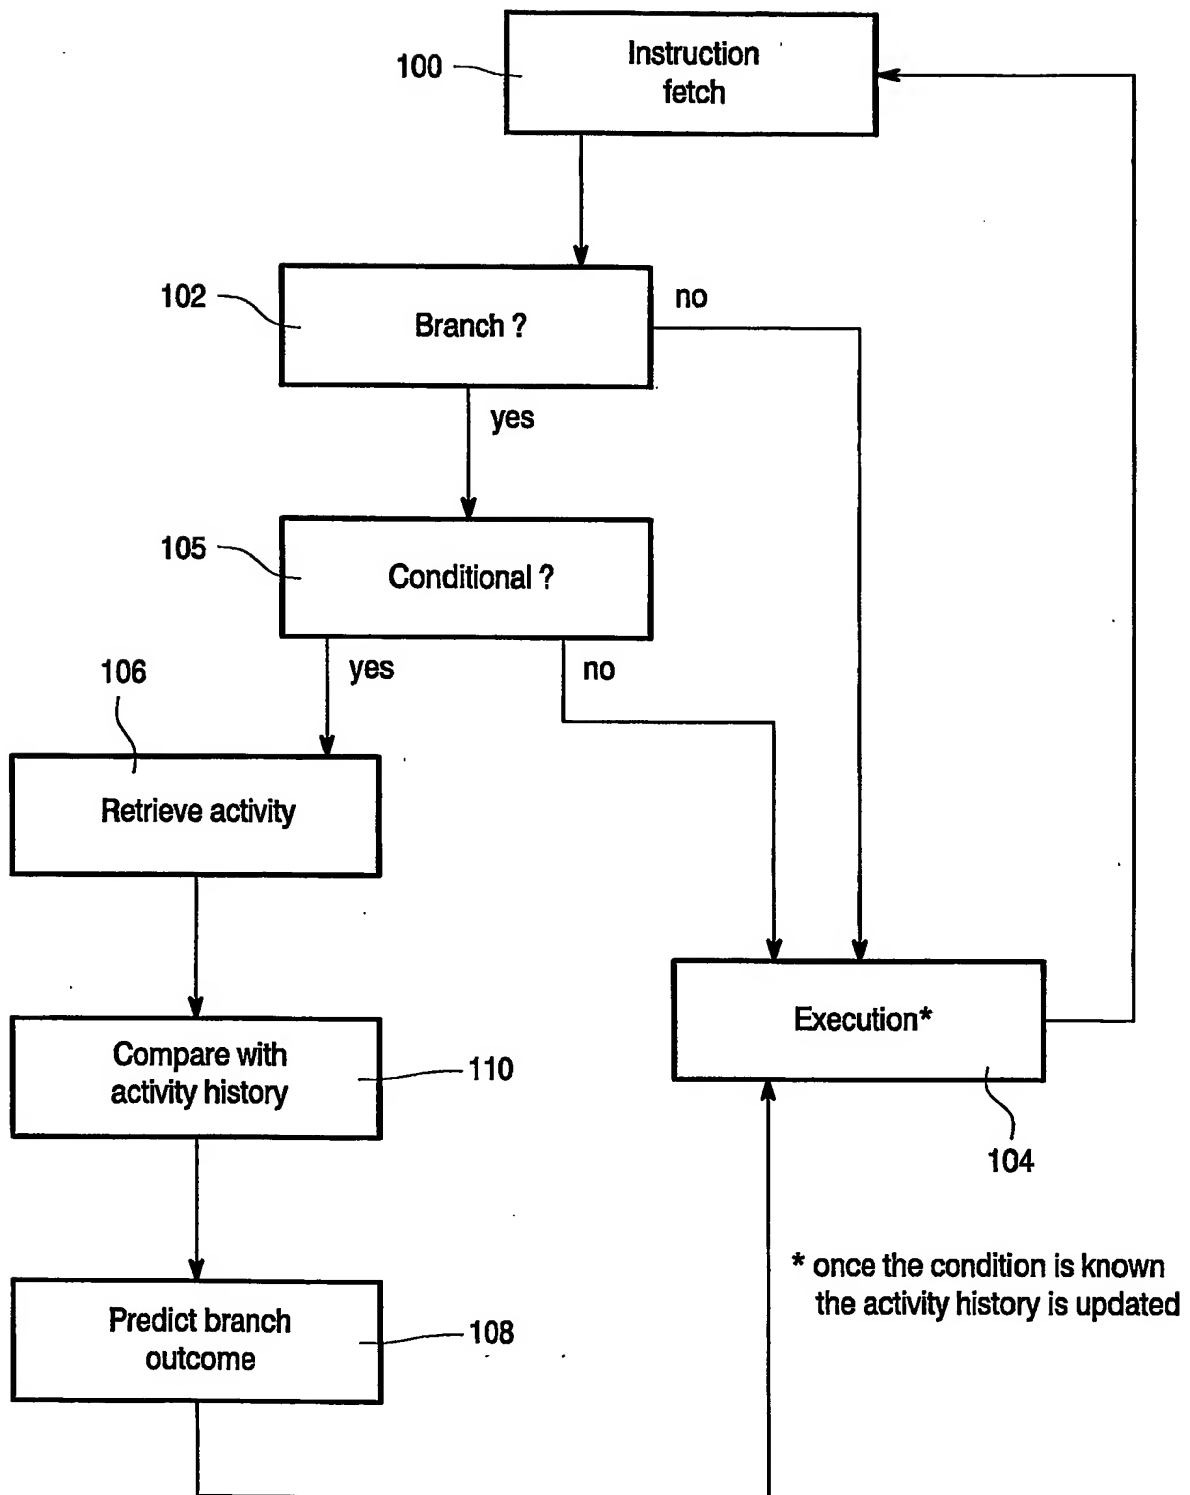 100
Instruction
fetch
102
Branch ?
no
yes
105
Conditional ?
yes
no
106
Retrieve activity
Execution*
Compare with
activity history
110
104
* once the condition is known
the activity history is updated
Predict branch
outcome
108